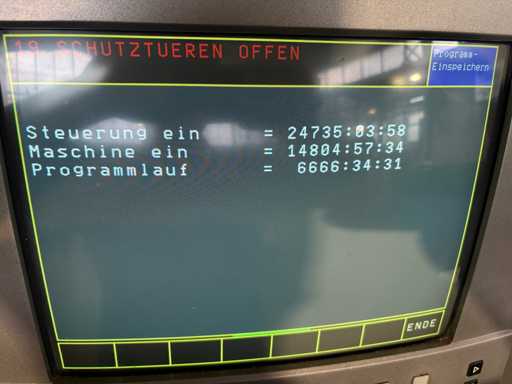 19 SCHUTZTUEREN OFFEN
Programm-
Einspeichern
Steuerung ein = 24735:03:58
Maschine ein = 14804:57:34
Programmlauf = 6666:34:31
ENDE